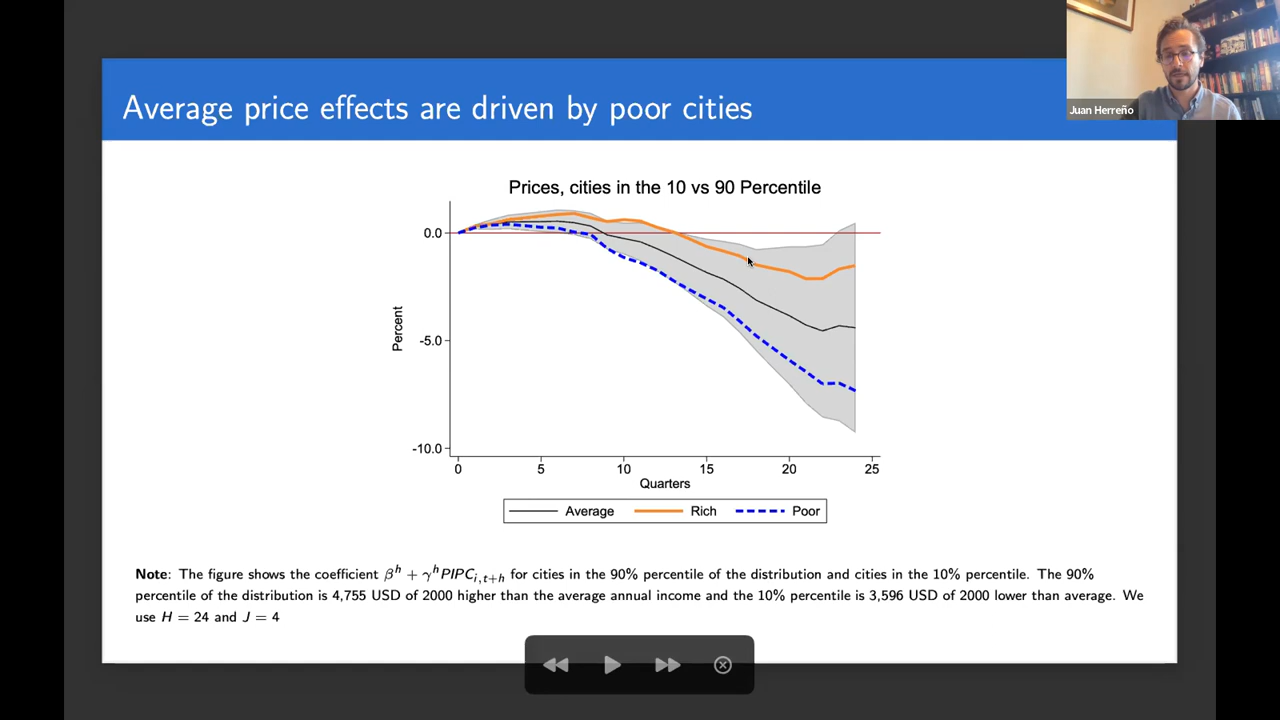 Juan Herreño
Average price effects are driven by poor cities
Prices, cities in the 10 vs 90 Percentile
Percent
0.0
-5.0
-10.0
0 5 10 15 20 25
Quarters
Average Rich Poor
Note: The figure shows the coefficient βʰ + γʰPIPCᵢ,ₜ₊ₕ for cities in the 90% percentile of the distribution and cities in the 10% percentile. The 90%
percentile of the distribution is 4,755 USD of 2000 higher than the average annual income and the 10% percentile is 3,596 USD of 2000 lower than average. We
use H = 24 and J = 4